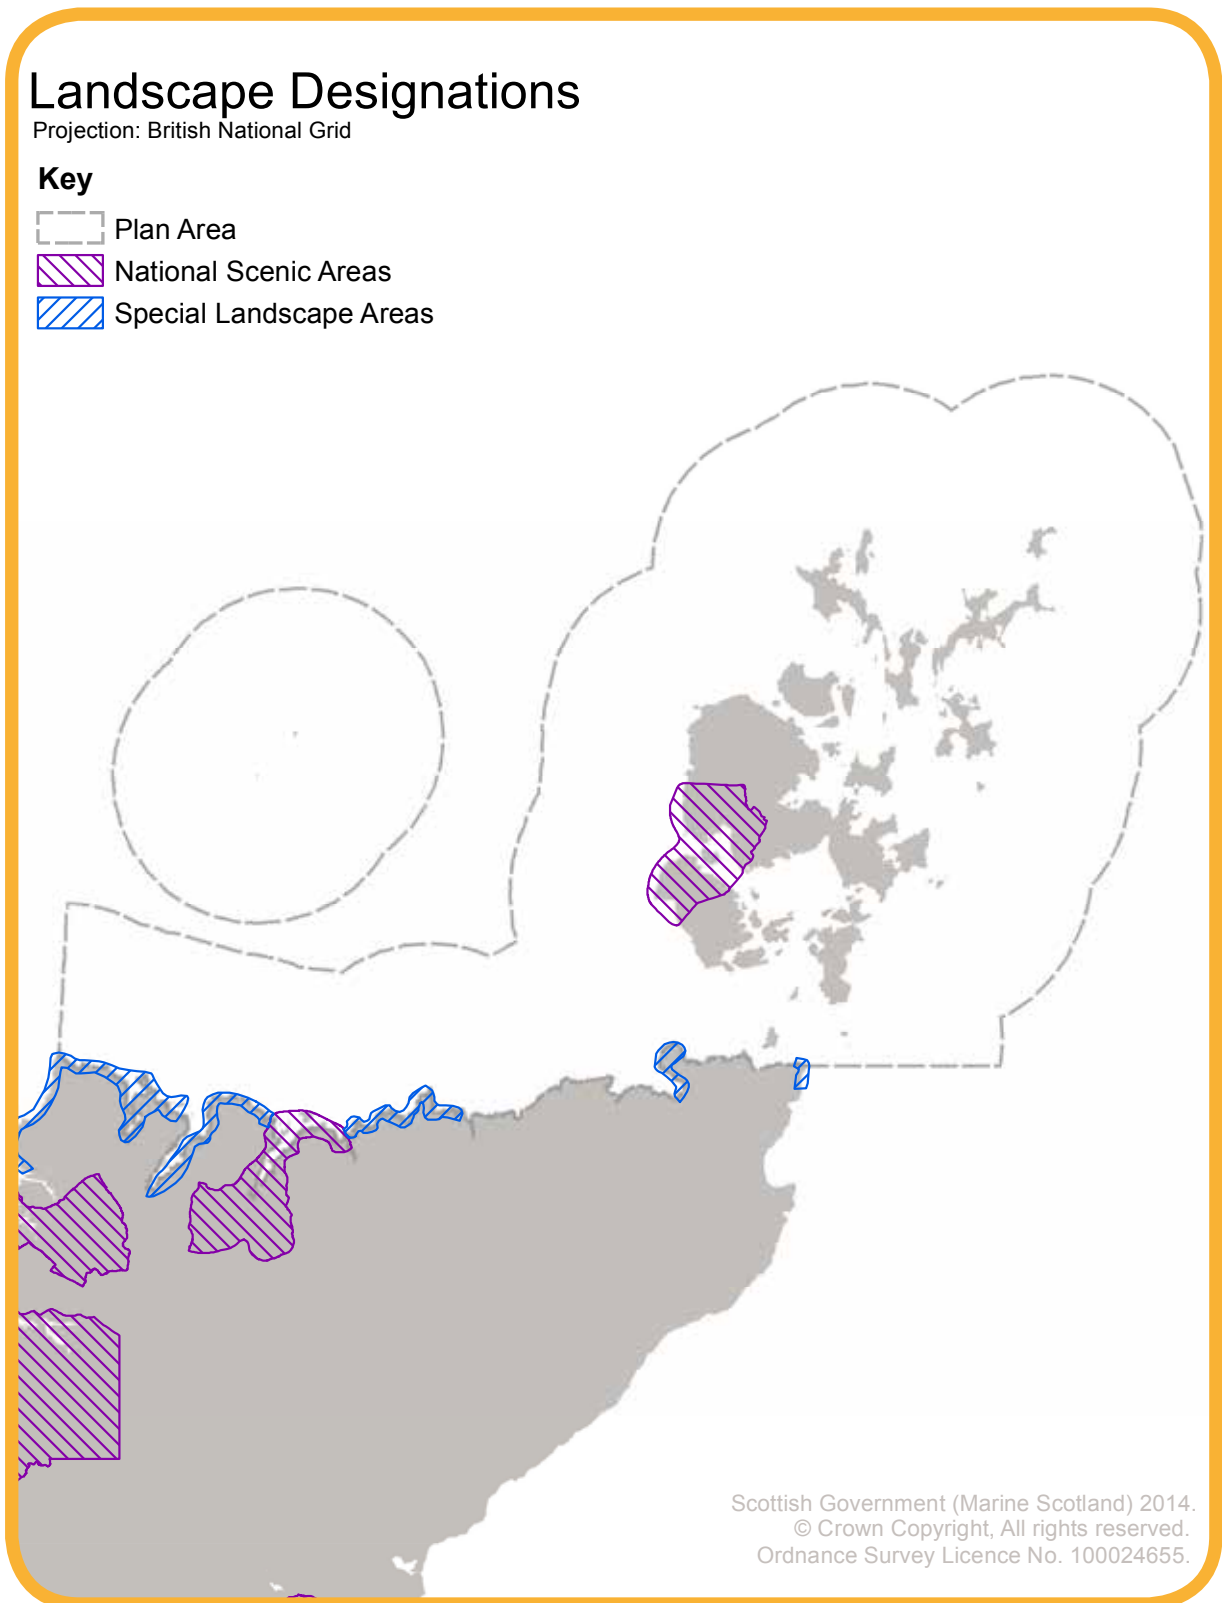 Landscape Designations
Projection: British National Grid
Key
Plan Area
National Scenic Areas
Special Landscape Areas
Scottish Government (Marine Scotland) 2014.
© Crown Copyright, All rights reserved.
Ordnance Survey Licence No. 100024655.